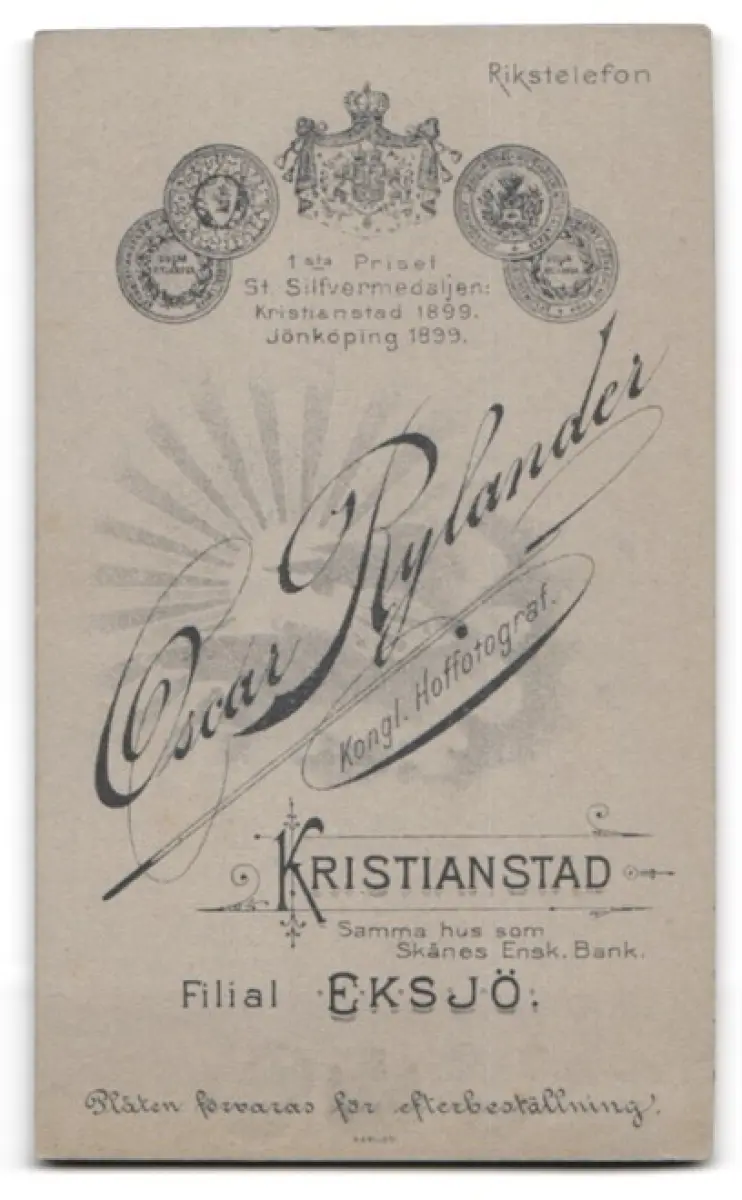 Rikstelefon
1sta Priset
St. Silfvermedaljen:
Kristianstad 1899.
Jönköping 1899.
Oscar Rylander
Kongl. Hoffotograf.
KRISTIANSTAD
Samma hus som
Skånes Ensk. Bank.
Filial EKSJÖ.
Plåten förvaras för efterbeställning.